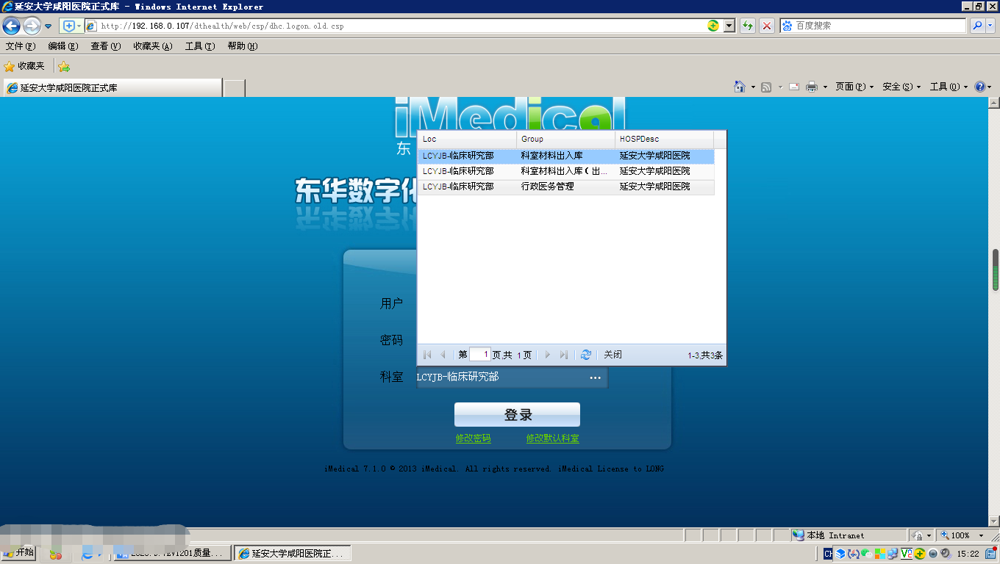 延安大学咸阳医院正式库 - Windows Internet Explorer
http://192.168.0.107/dthealth/web/csp/dhc.logon.old.csp
百度搜索
文件(F) 编辑(E) 查看(V) 收藏夹(A) 工具(T) 帮助(H)
收藏夹
延安大学咸阳医院正式库
页面(P) 安全(S) 工具(O)
iMedical
东
东华数字化
Loc Group HOSPDesc
LCYJB-临床研究部 科室材料出入库 延安大学咸阳医院
LCYJB-临床研究部 科室材料出入库(出... 延安大学咸阳医院
LCYJB-临床研究部 行政医务管理 延安大学咸阳医院
用户
密码
第 1 页,共 1 页 关闭 1-3,共3条
科室 LCYJB-临床研究部 ...
登录
修改密码 修改默认科室
iMedical 7.1.0 © 2013 iMedical. All rights reserved. iMedical License to LONG
本地 Intranet 100%
开始 质量... 延安大学咸阳医院正... CH 15:22